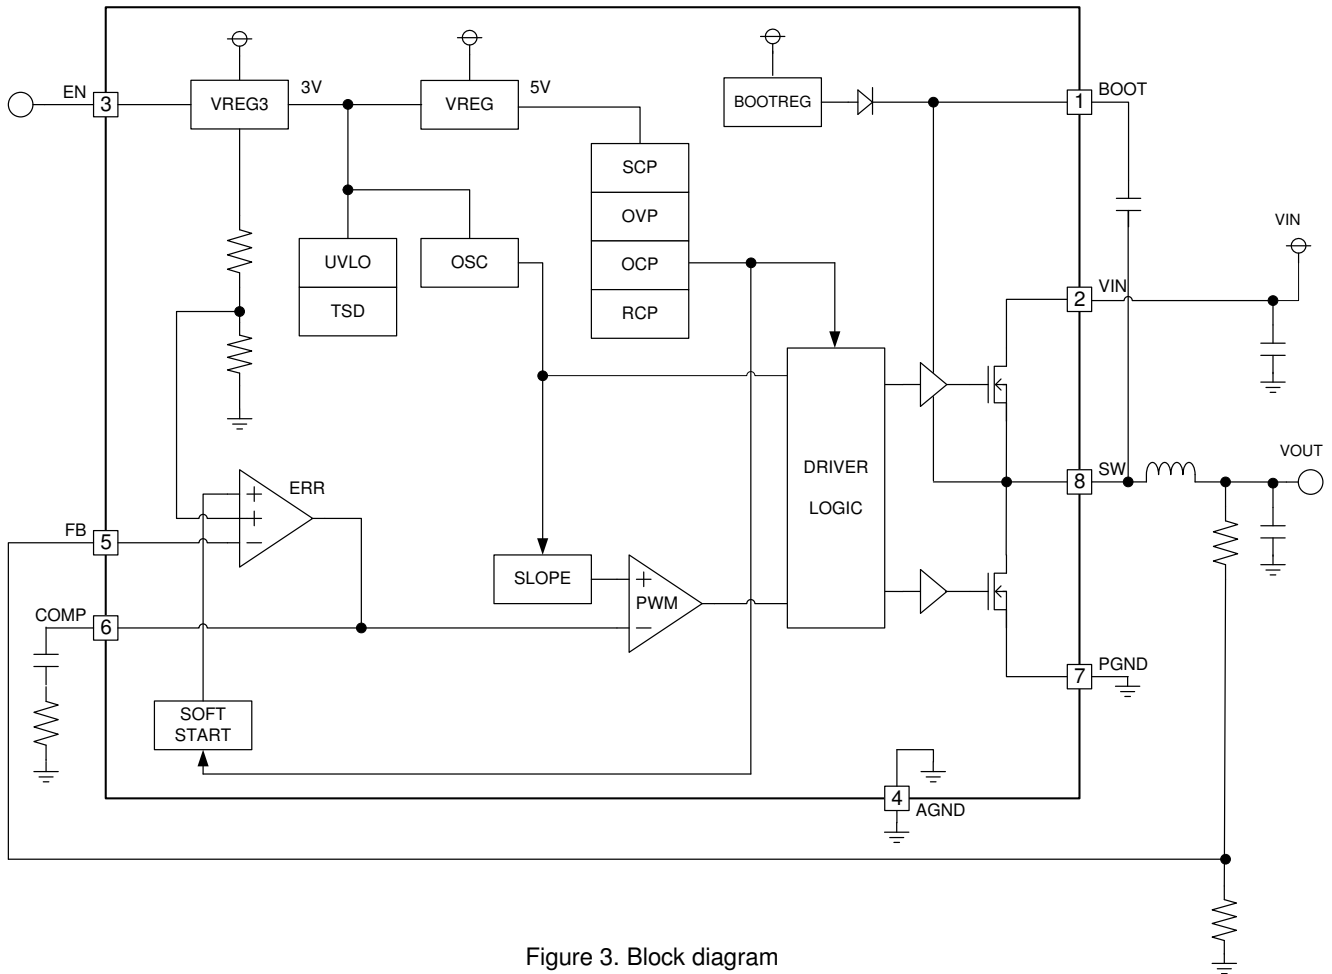 EN
3
VREG3
3V
VREG
5V
BOOTREG
1
BOOT
SCP
OVP
OCP
RCP
UVLO
TSD
OSC
VIN
2
VIN
DRIVER
LOGIC
8
SW
VOUT
ERR
+
+
−
FB
5
SLOPE
+
PWM
−
COMP
6
7
PGND
SOFT
START
4
AGND
Figure 3. Block diagram